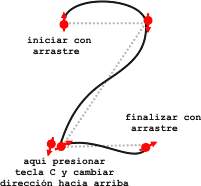 iniciar con
arrastre
finalizar con
arrastre
aqui presionar
tecla C y cambiar
dirección hacia arriba